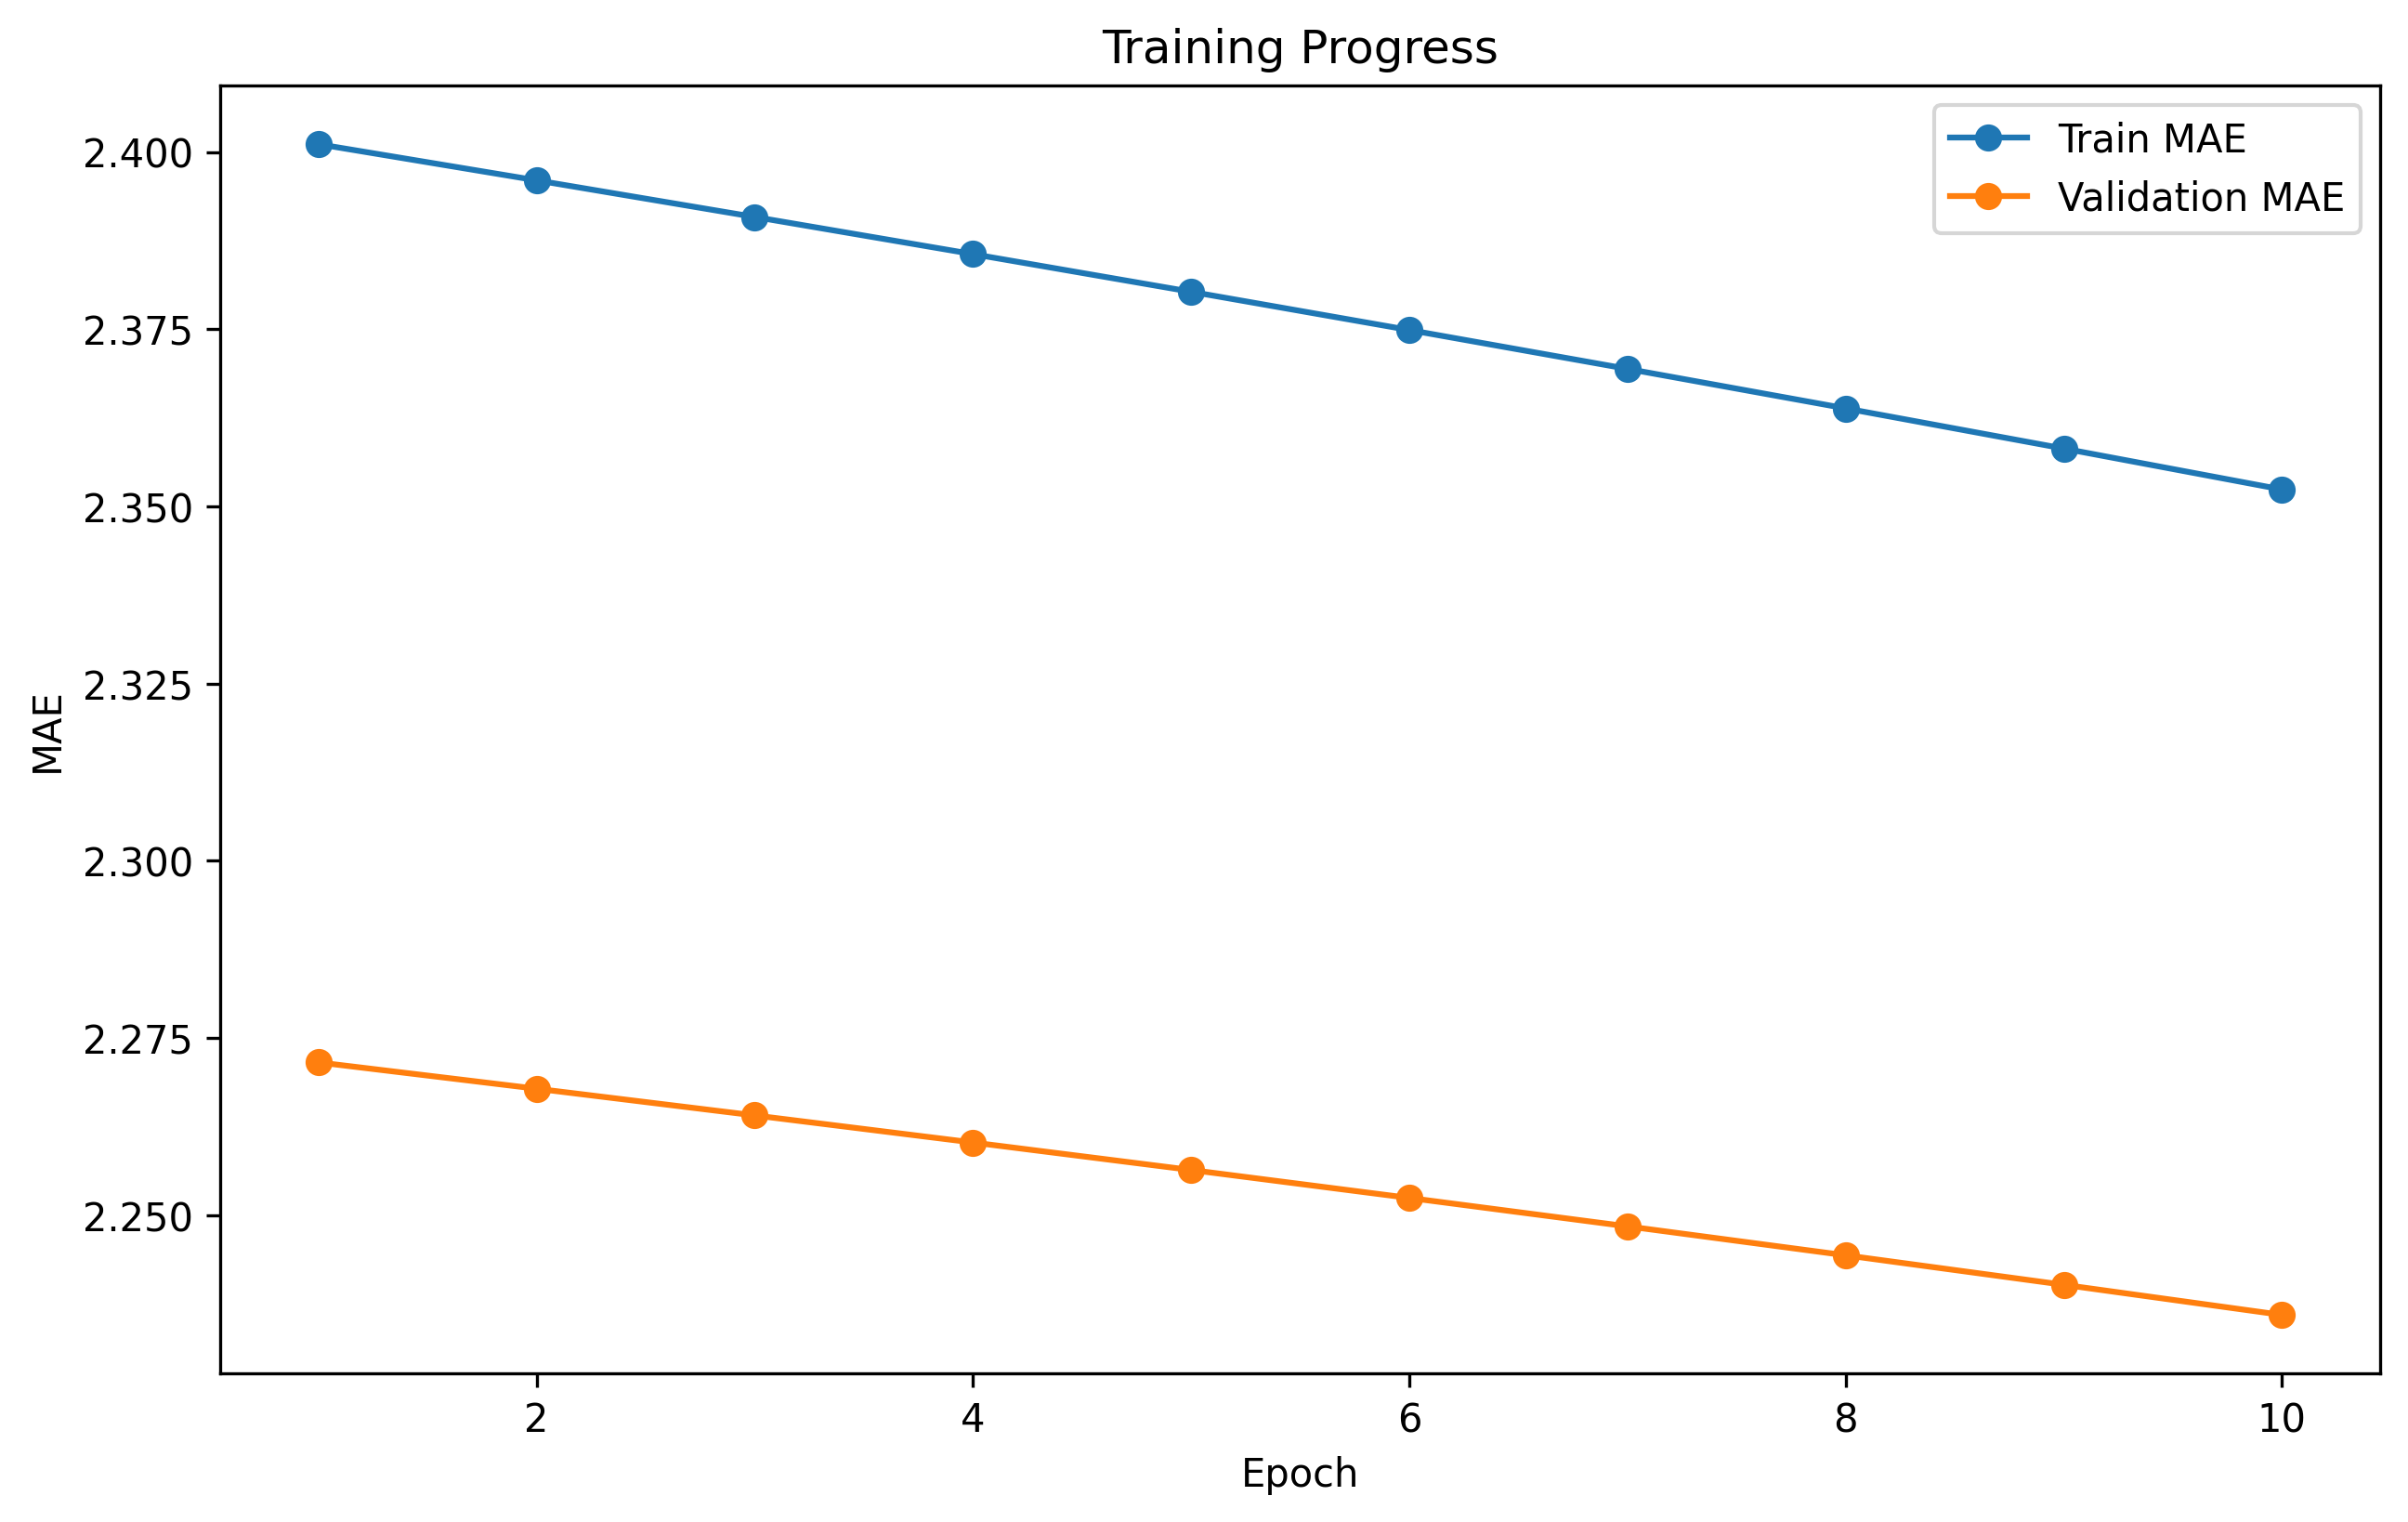 Training Progress
Train MAE
Validation MAE
2.400
2.375
2.350
2.325
2.300
2.275
2.250
MAE
2 4 6 8 10
Epoch